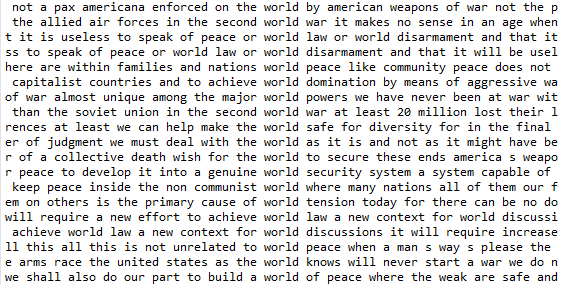 not a pax americana enforced on the world by american weapons of war not the p
the allied air forces in the second world war it makes no sense in an age when
t it is useless to speak of peace or world law or world disarmament and that it
ss to speak of peace or world law or world disarmament and that it will be usel
here are within families and nations world peace like community peace does not
capitalist countries and to achieve world domination by means of aggressive wa
of war almost unique among the major world powers we have never been at war wit
than the soviet union in the second world war at least 20 million lost their l
rences at least we can help make the world safe for diversity for in the final
er of judgment we must deal with the world as it is and not as it might have be
r of a collective death wish for the world to secure these ends america s weapo
r peace to develop it into a genuine world security system a system capable of
keep peace inside the non communist world where many nations all of them our f
em on others is the primary cause of world tension today for there can be no do
will require a new effort to achieve world law a new context for world discussi
achieve world law a new context for world discussions it will require increase
ll this all this is not unrelated to world peace when a man s way s please the
e arms race the united states as the world knows will never start a war we do n
we shall also do our part to build a world of peace where the weak are safe and